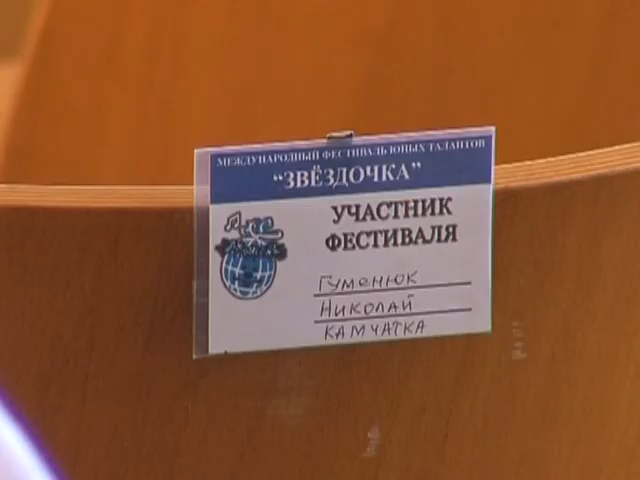 МЕЖДУНАРОДНЫЙ ФЕСТИВАЛЬ ЮНЫХ ТАЛАНТОВ
"ЗВЁЗДОЧКА"
УЧАСТНИК
ФЕСТИВАЛЯ
Гуменюк
Николай
КАМЧАТКА